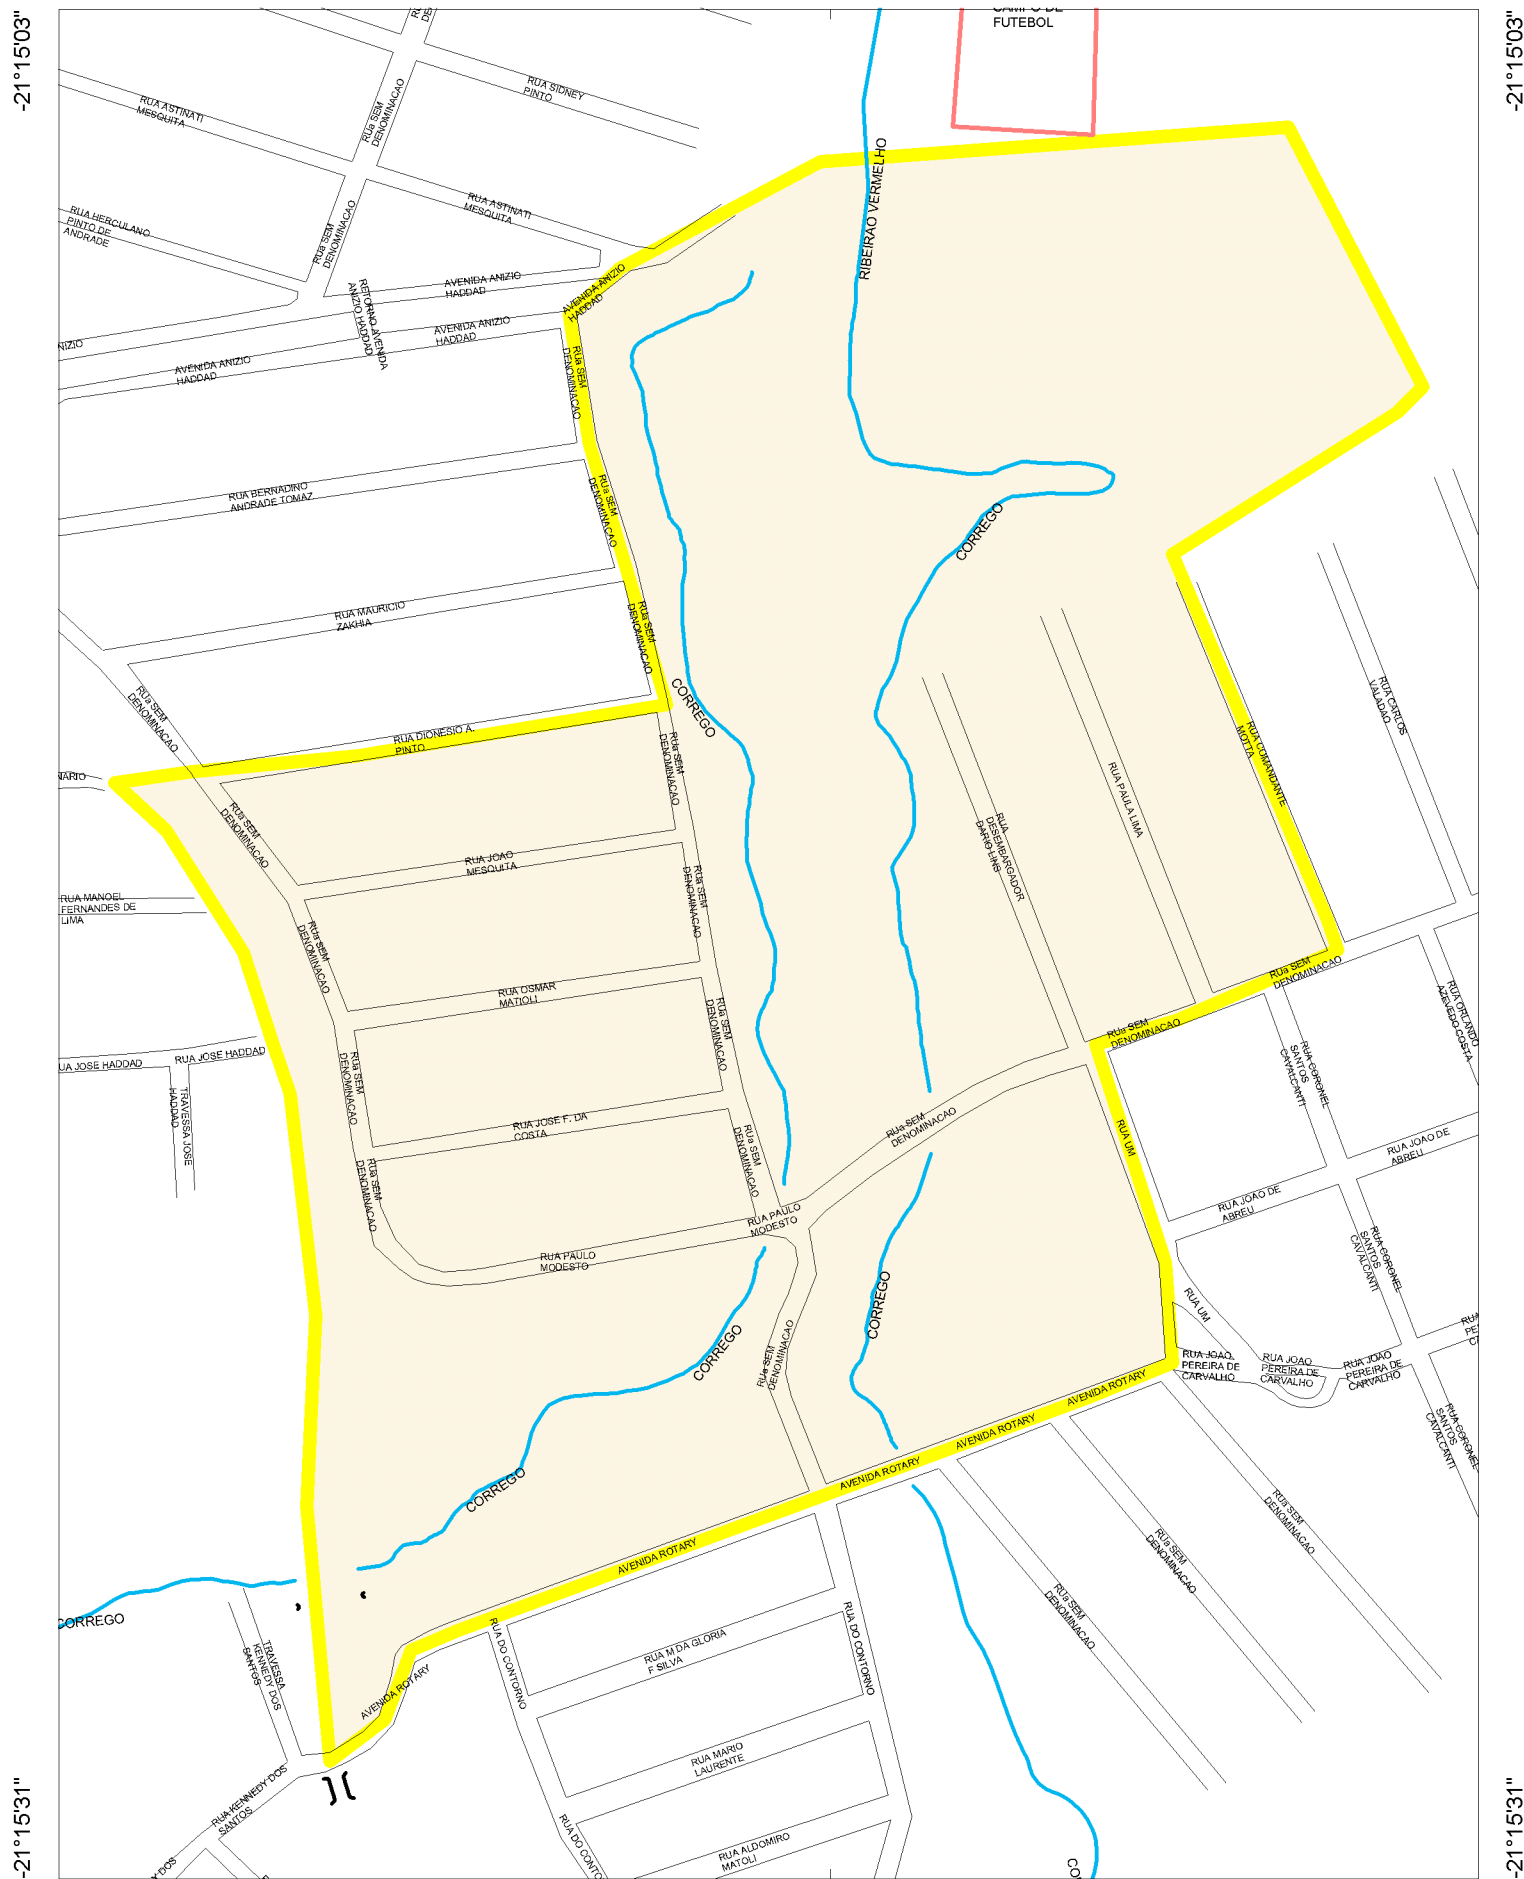 -21°15'03"
-21°15'03"
FUTEBOL
RUA SIDNEY
PINTO
RUA ASTINATI
MESQUITA
RUa SEM
DENOMINACAO
RIBEIRAO VERMELHO
RUA ASTINATI
MESQUITA
RUA HERCULANO
PINTO DE
ANDRADE
RUa SEM
DENOMINACAO
AVENIDA ANIZIO
HADDAD
AVENIDA ANIZIO
HADDAD
RETORNO AVENIDA
ANIZIO HADDAD
AVENIDA ANIZIO
HADDAD
NIZIO
AVENIDA ANIZIO
HADDAD
RUa SEM
DENOMINACAO
RUA BERNADINO
ANDRADE TOMAZ
RUa SEM
DENOMINACAO
CORREGO
RUA MAURICIO
ZAKHIA
RUa SEM
DENOMINACAO
CORREGO
RUa SEM
DENOMINACAO
RUA CARLOS
VALADAO
RUA DIONESIO A.
PINTO
RUA COMANDANTE
MOTTA
RUa SEM
DENOMINACAO
NARIO
RUA PAULA LIMA
RUa SEM
DENOMINACAO
RUA
DESEMBARGADOR
DARIO LINS
RUA JOAO
MESQUITA
RUa SEM
DENOMINACAO
RUA MANOEL
FERNANDES DE
LIMA
RUa SEM
DENOMINACAO
RUa SEM
DENOMINACAO
RUA OSMAR
MATIOLI
RUA ORLANDO
AZEVEDO COSTA
RUa SEM
DENOMINACAO
RUa SEM
DENOMINACAO
RUA JOSE HADDAD
UA JOSE HADDAD
RUa SEM
DENOMINACAO
RUA CORONEL
SANTOS
CAVALCANTI
TRAVESSA JOSE
HADDAD
RUA JOSE F. DA
COSTA
RUa SEM
DENOMINACAO
RUa SEM
DENOMINACAO
RUA UM
RUA JOAO DE
ABREU
RUa SEM
DENOMINACAO
RUA JOAO DE
ABREU
RUA PAULO
MODESTO
RUA PAULO
MODESTO
RUA CORONEL
SANTOS
CAVALCANTI
CORREGO
RUA UM
CORREGO
RUa SEM
DENOMINACAO
RUA JOAO
PEREIRA DE
CARVALHO
RUA JOAO
PEREIRA DE
CARVALHO
RUA JOAO
PEREIRA DE
CARVALHO
RUA
PE
AVENIDA ROTARY
AVENIDA ROTARY
RUA CORONEL
SANTOS
CAVALCANTI
AVENIDA ROTARY
CORREGO
RUa SEM
DENOMINACAO
RUa SEM
DENOMINACAO
AVENIDA ROTARY
RUa SEM
DENOMINACAO
CORREGO
RUA DO CONTORNO
RUA DO CONTORNO
RUA M DA GLORIA
F SILVA
TRAVESSA
KENNEDY DOS
SANTOS
AVENIDA ROTARY
RUA MARIO
LAURENTE
RUA KENNEDY DOS
SANTOS
RUA DO CONTO
RUA ALDOMIRO
MATOLI
Y DOS
CO
-21°15'31"
-21°15'31"